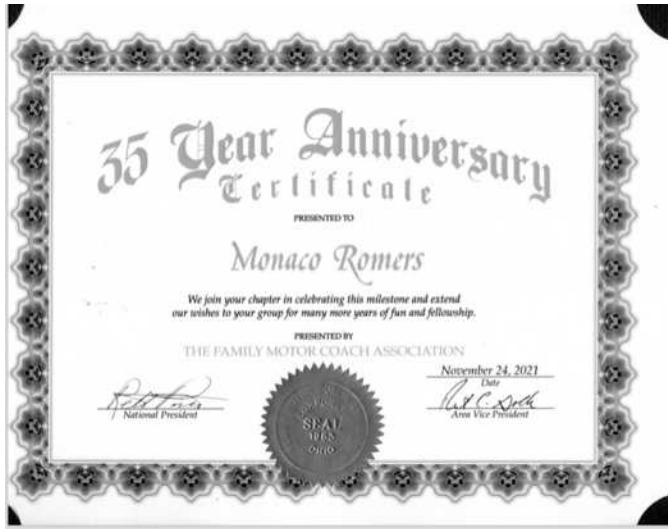 35 Year Anniversary
Certificate
PRESENTED TO
Monaco Romers
We join your chapter in celebrating this milestone and extend
our wishes to your group for many more years of fun and fellowship.
PRESENTED BY
THE FAMILY MOTOR COACH ASSOCIATION
November 24, 2021
Date
National President
Area Vice President
SEAL
1963
OHIO